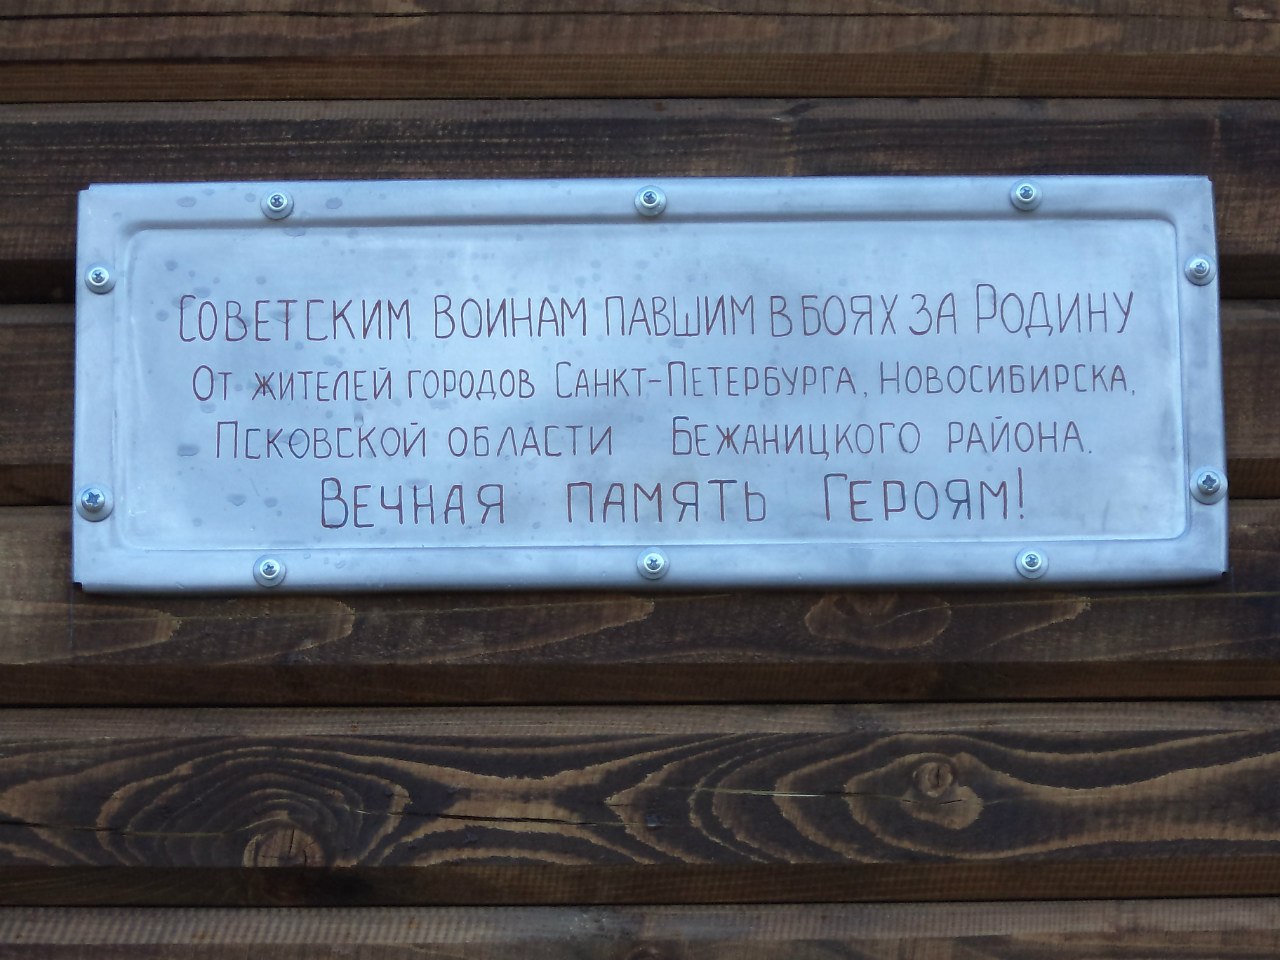 Советским воинам павшим в боях за Родину
От жителей городов Санкт-Петербурга, Новосибирска,
Псковской области Бежаницкого района.
Вечная память Героям!